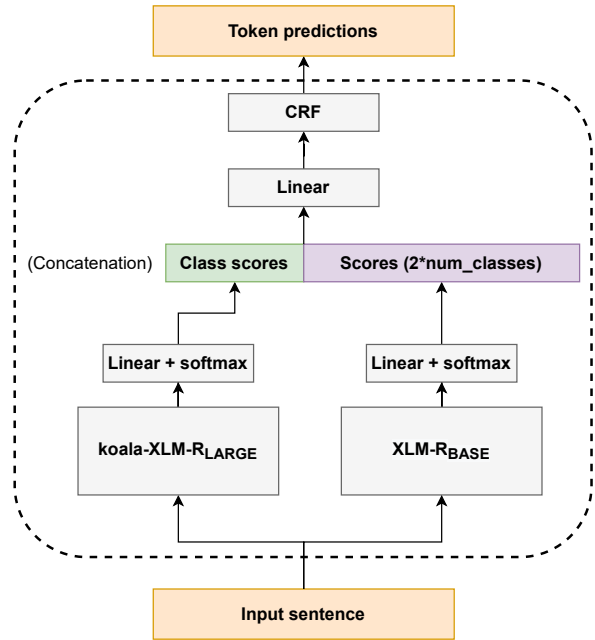 Token predictions
CRF
Linear
(Concatenation) Class scores Scores (2*num_classes)
Linear + softmax Linear + softmax
koala-XLM-RLARGE XLM-RBASE
Input sentence